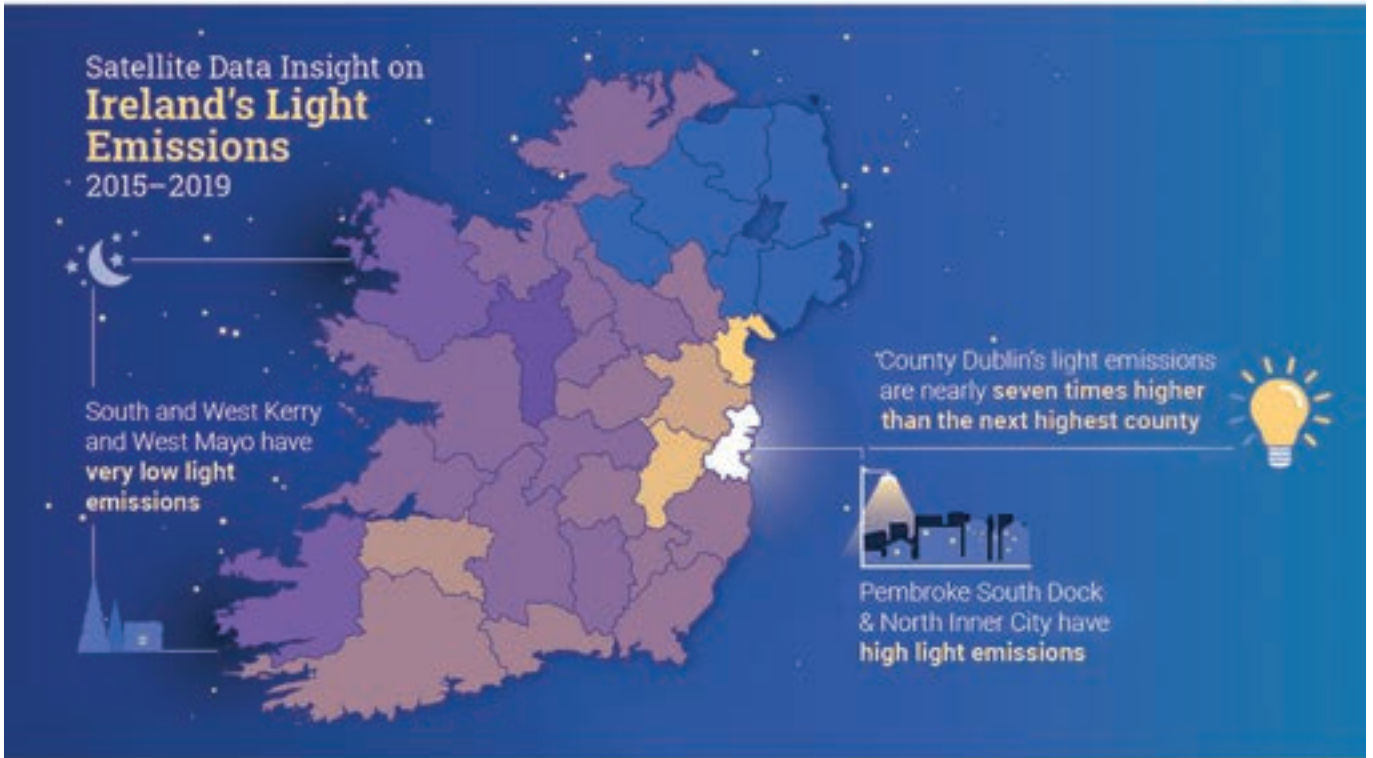 Satellite Data Insight on
Ireland's Light
Emissions
2015–2019
South and West Kerry
and West Mayo have
very low light
emissions
'County Dublin's light emissions
are nearly seven times higher
than the next highest county
Pembroke South Dock
& North Inner City have
high light emissions